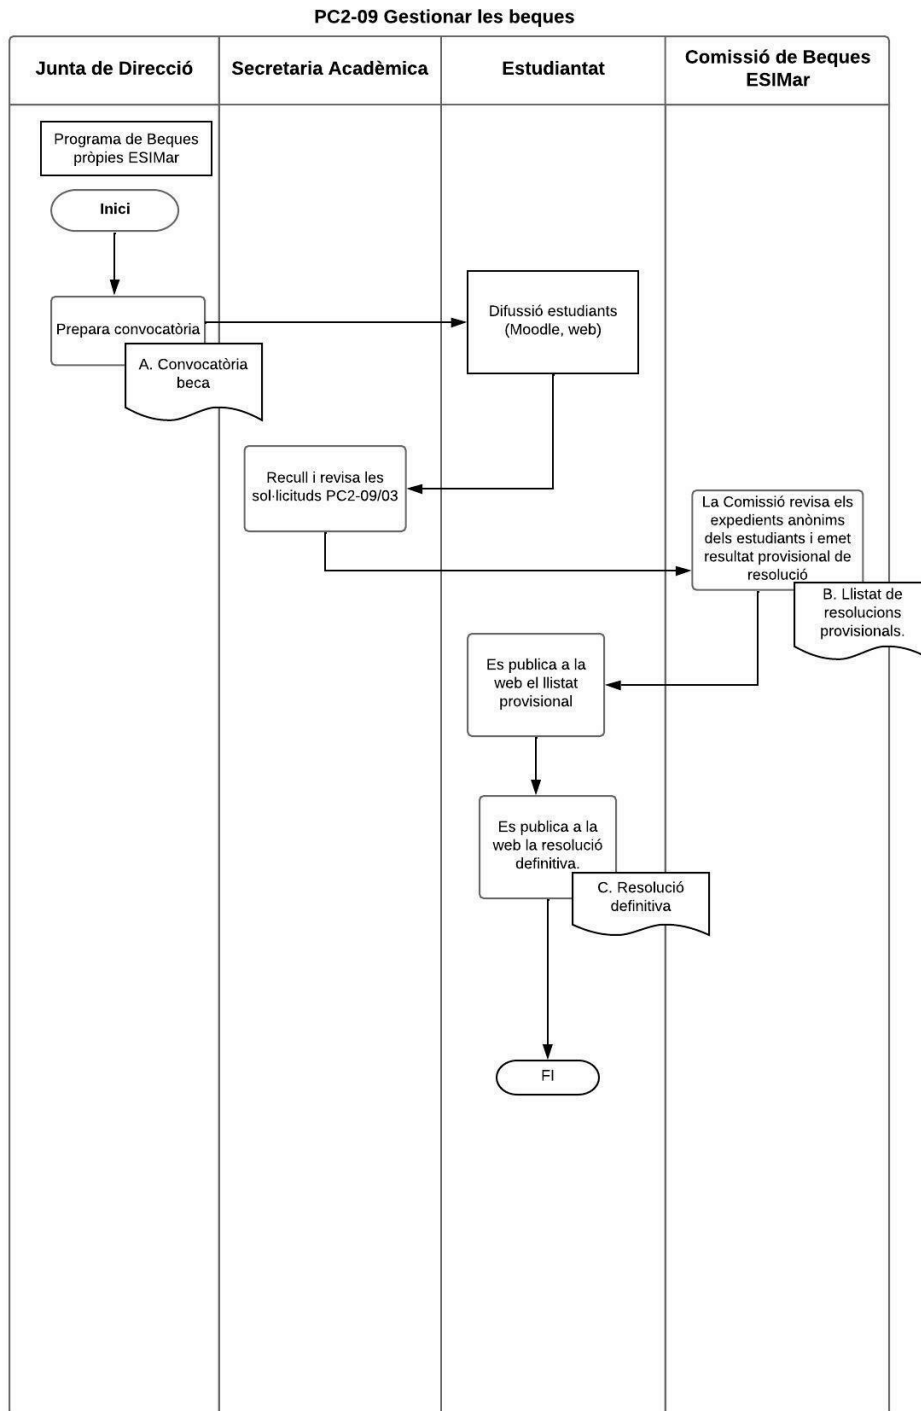 PC2-09 Gestionar les beques
Junta de Direcció
Secretaria Acadèmica
Estudiantat
Comissió de Beques
ESIMar
Programa de Beques
pròpies ESIMar
Inici
Prepara convocatòria
A. Convocatòria
beca
Difussió estudiants
(Moodle, web)
Recull i revisa les
sol·licituds PC2-09/03
La Comissió revisa els
expedients anònims
dels estudiants i emet
resultat provisional de
resolució
B. Llistat de
resolucions
provisionals.
Es publica a la
web el llistat
provisional
Es publica a la
web la resolució
definitiva.
C. Resolució
definitiva
FI